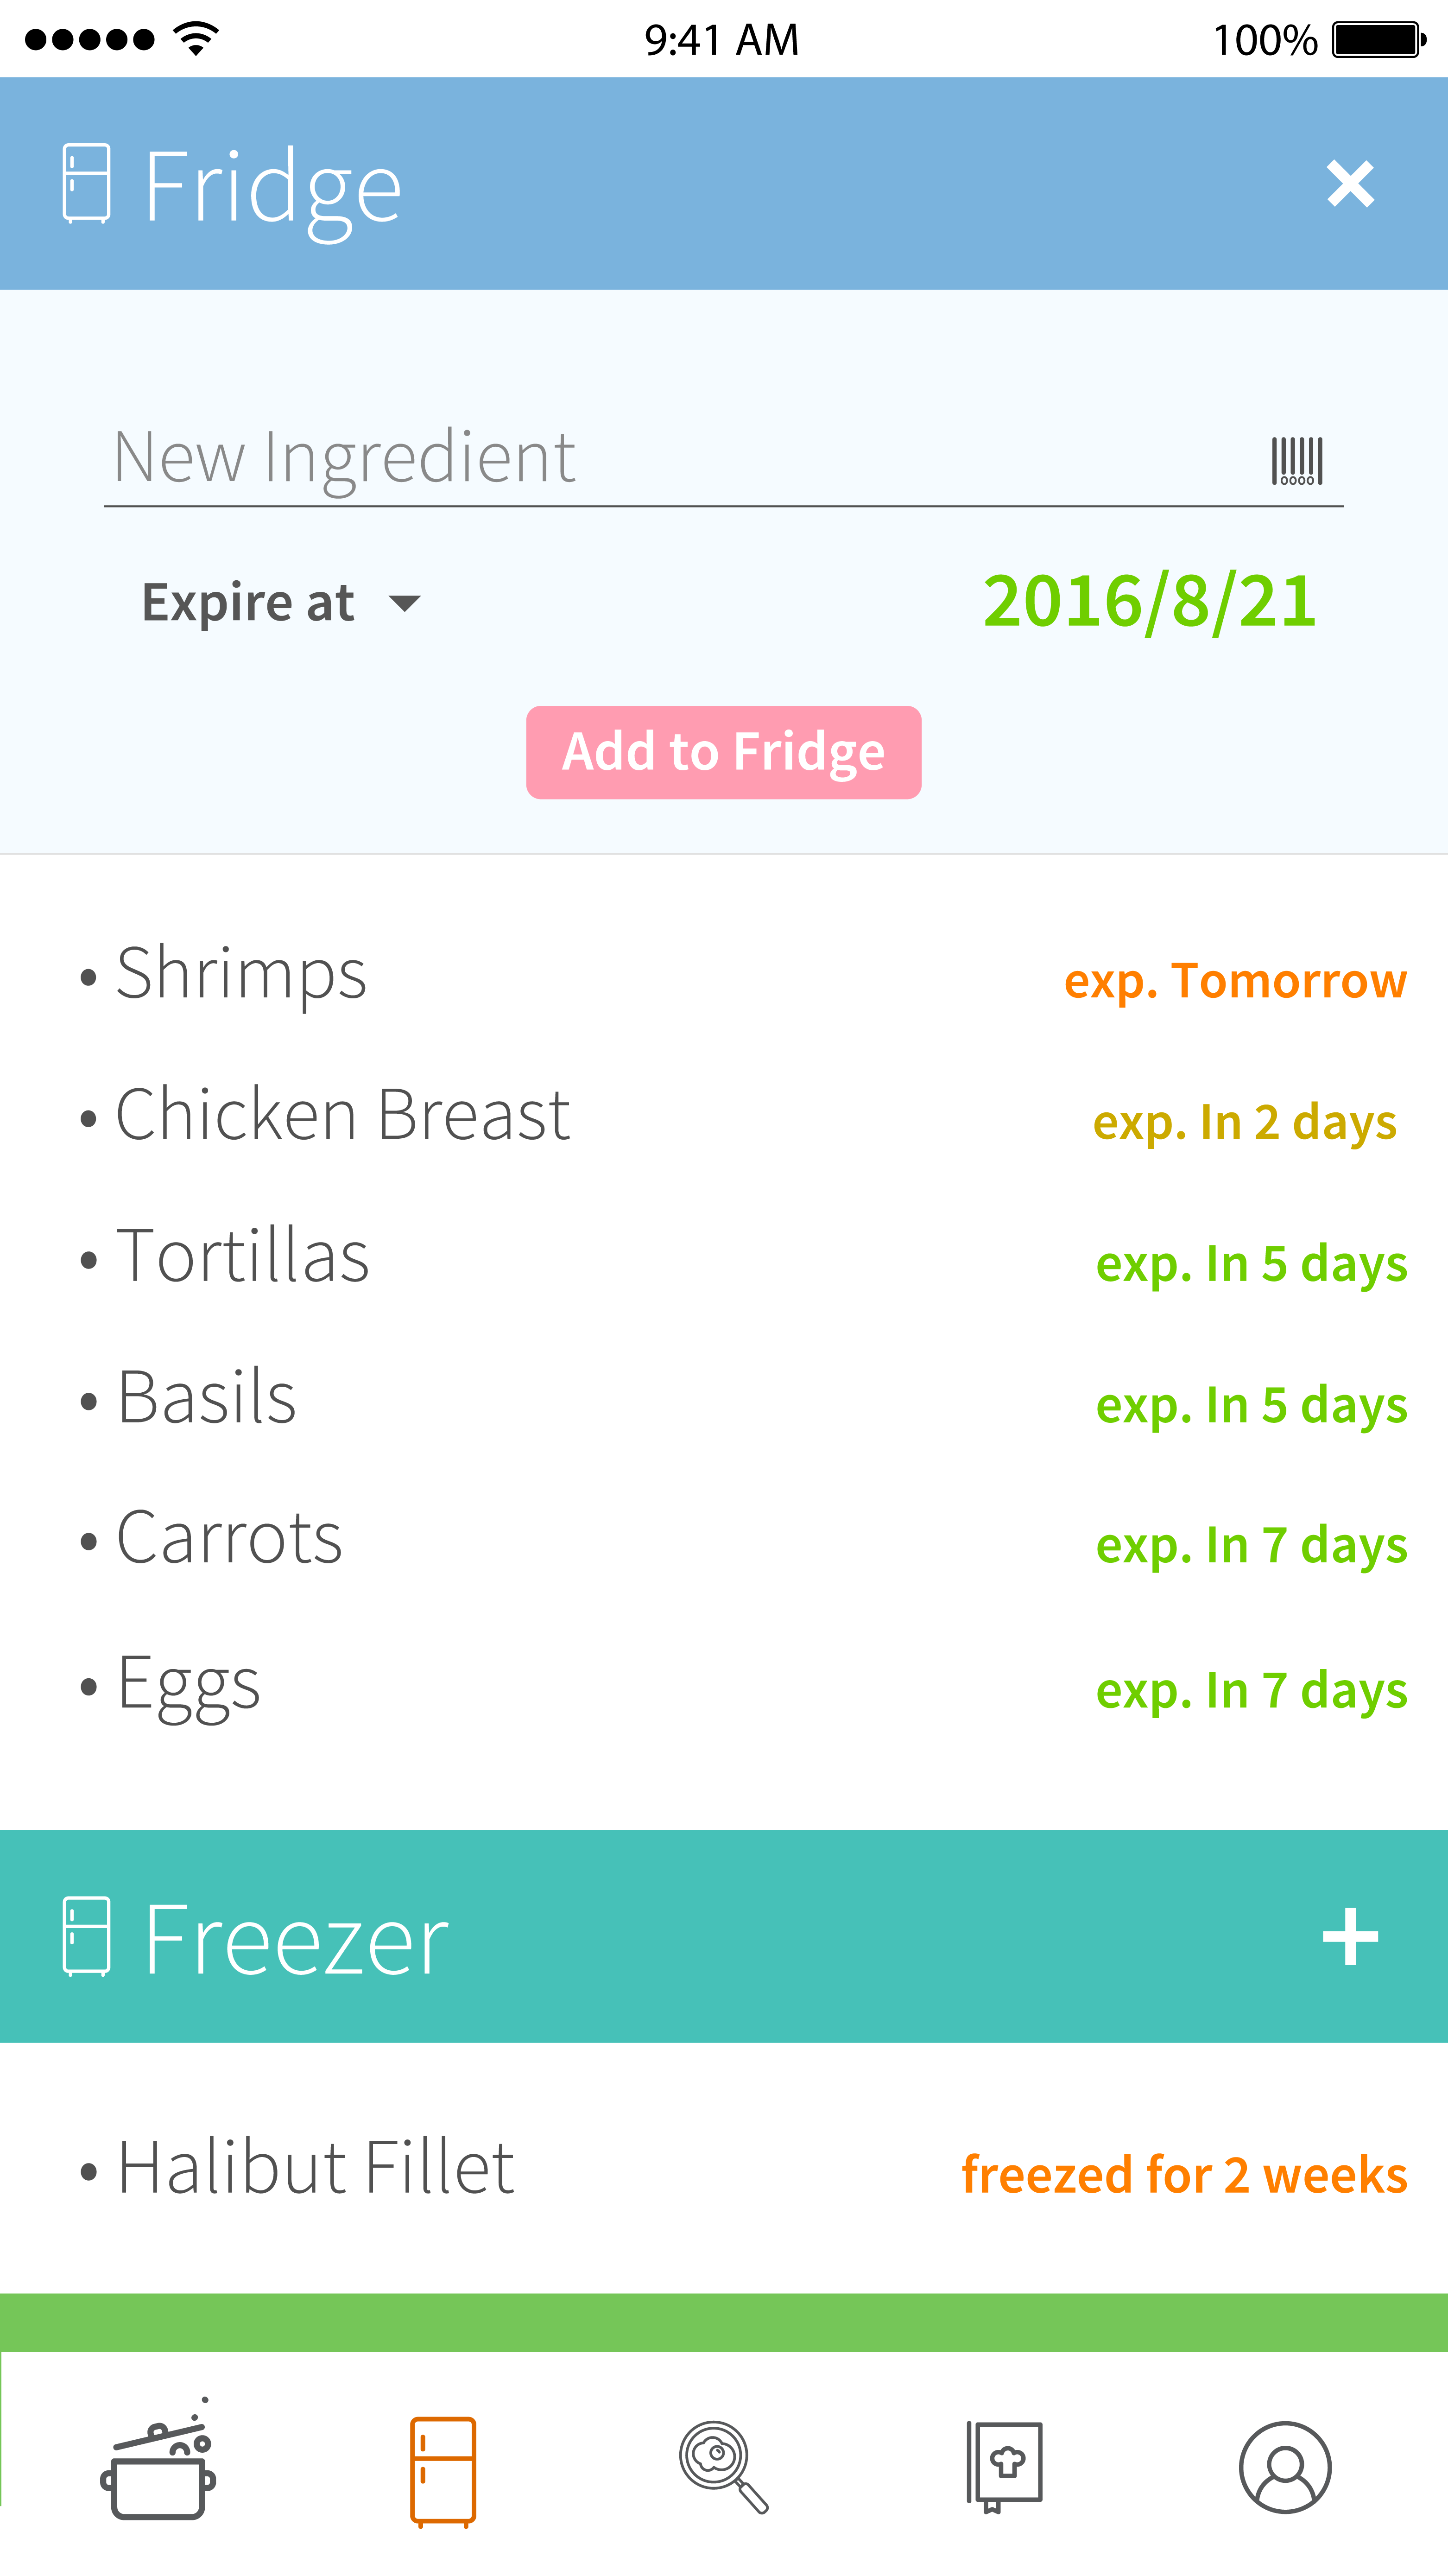 9:41 AM 100%
Fridge
New Ingredient
Expire at 2016/8/21
Add to Fridge
• Shrimps exp. Tomorrow
• Chicken Breast exp. In 2 days
• Tortillas exp. In 5 days
• Basils exp. In 5 days
• Carrots exp. In 7 days
• Eggs exp. In 7 days
Freezer
• Halibut Fillet freezed for 2 weeks